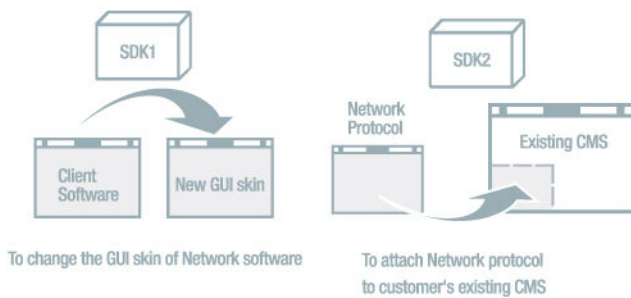 SDK1
Client
Software
New GUI skin
To change the GUI skin of Network software
SDK2
Network
Protocol
Existing CMS
To attach Network protocol
to customer's existing CMS